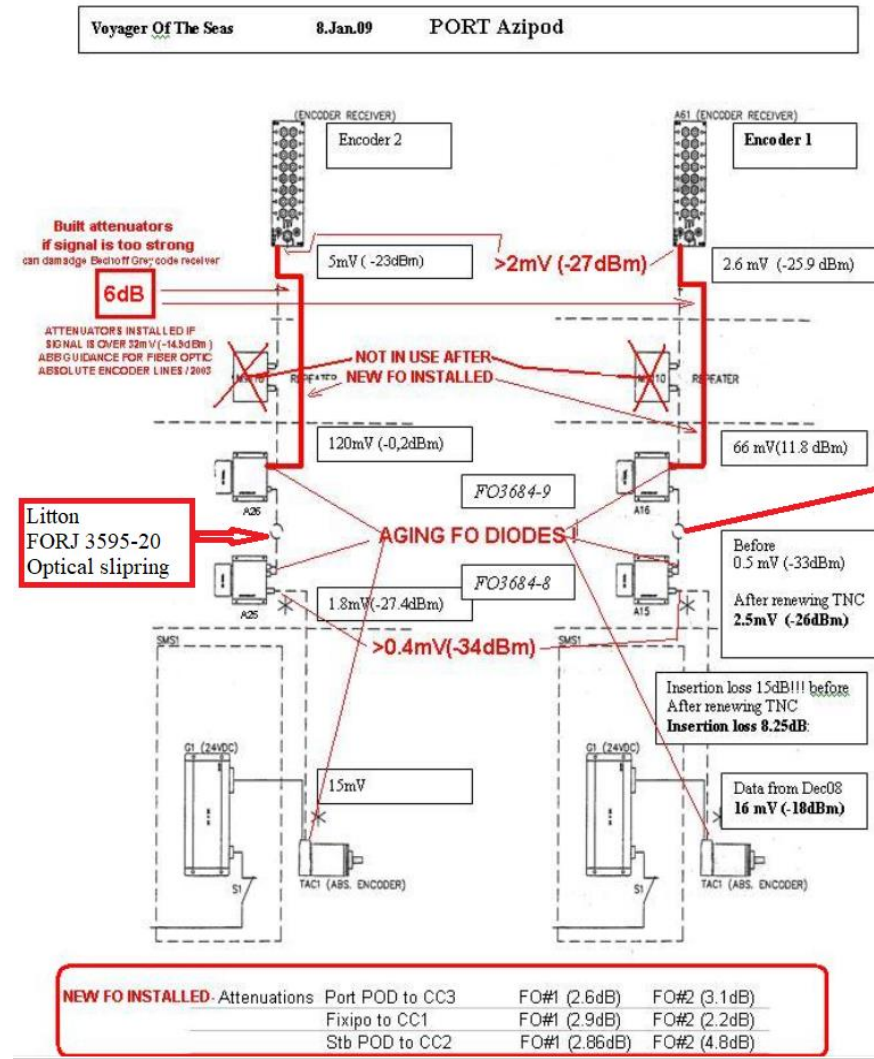 Voyager Of The Seas 8.Jan.09 PORT Azipod
(ENCODER RECEIVER)
Encoder 2
A61 (ENCODER RECEIVER)
Encoder 1
Built attenuators
if signal is too strong
can damadge Bechoff Grey code receiver
6dB
ATTENUATORS INSTALLED IF
SIGNAL IS OVER 32mV (-14.9dBm)
ABB GUIDANCE FOR FIBER OPTIC
ABSOLUTE ENCODER LINES / 2003
5mV ( -23dBm)
>2mV (-27dBm)
2.6 mV (-25.9 dBm)
NOT IN USE AFTER
NEW FO INSTALLED
REPEATER
REPEATER
120mV (-0,2dBm)
66 mV(11.8 dBm)
A26
FO3684-9
A16
Litton
FORJ 3595-20
Optical slipring
AGING FO DIODES !
FO3684-8
A25
1.8mV(-27.4dBm)
A15
Before
0.5 mV (-33dBm)
After renewing TNC
2.5mV (-26dBm)
>0.4mV(-34dBm)
SMS1
SMS1
Insertion loss 15dB!!! before
After renewing TNC
Insertion loss 8.25dB:
G1 (24VDC)
G1 (24VDC)
15mV
Data from Dec08
16 mV (-18dBm)
S1
TAC1 (ABS. ENCODER)
S1
TAC1 (ABS. ENCODER)
NEW FO INSTALLED- Attenuations Port POD to CC3 FO#1 (2.6dB) FO#2 (3.1dB)
Fixipo to CC1 FO#1 (2.9dB) FO#2 (2.2dB)
Stb POD to CC2 FO#1 (2.86dB) FO#2 (4.8dB)